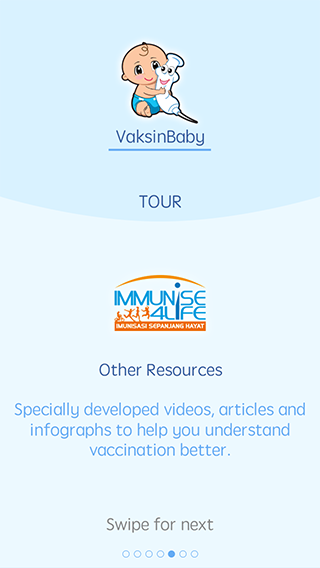 VaksinBaby
TOUR
IMMUNiSE
4LiFE
IMUNISASI SEPANJANG HAYAT
Other Resources
Specially developed videos, articles and
infographs to help you understand
vaccination better.
Swipe for next